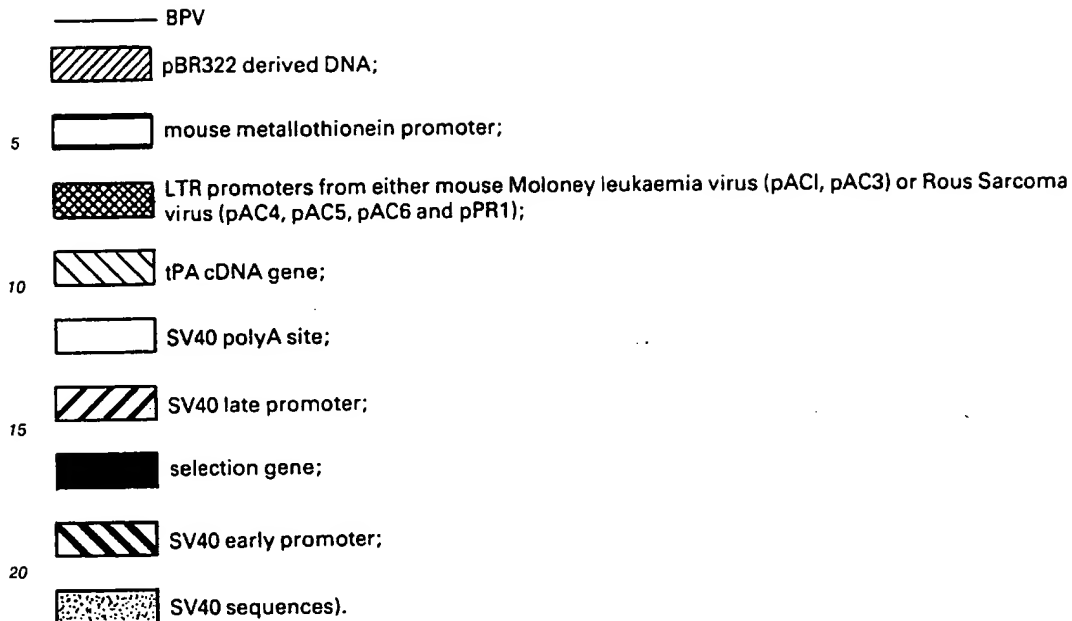 BPV
pBR322 derived DNA;
5 mouse metallothionein promoter;
LTR promoters from either mouse Moloney leukaemia virus (pACl, pAC3) or Rous Sarcoma
virus (pAC4, pAC5, pAC6 and pPR1);
10 tPA cDNA gene;
SV40 polyA site;
SV40 late promoter;
15
selection gene;
SV40 early promoter;
20
SV40 sequences).